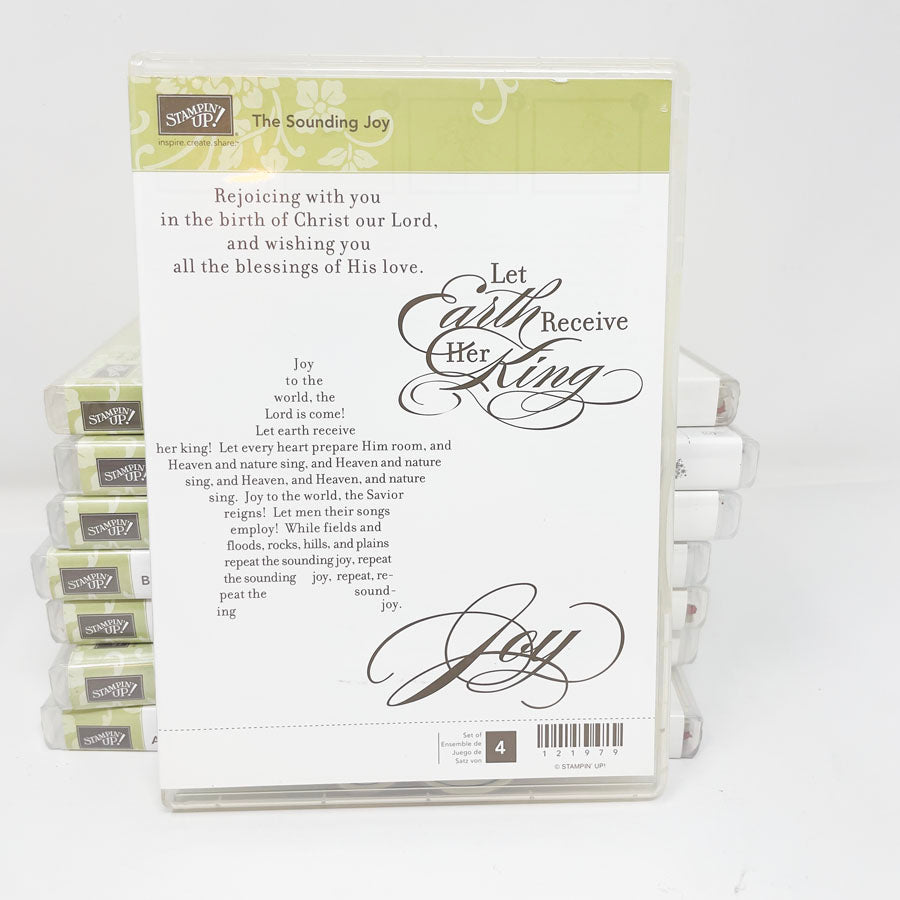 STAMPIN' UP!
inspire. create. share.™
The Sounding Joy
Rejoicing with you
in the birth of Christ our Lord,
and wishing you
all the blessings of His love.
Let
Earth Receive
Her King
Joy
to the
world, the
Lord is come!
Let earth receive
her king! Let every heart prepare Him room, and
Heaven and nature sing, and Heaven and nature
sing, and Heaven, and Heaven, and nature
sing. Joy to the world, the Savior
reigns! Let men their songs
employ! While fields and
floods, rocks, hills, and plains
repeat the sounding joy, repeat
the sounding joy, repeat, re-
peat the sound-
ing joy.
Joy
Set of
Ensemble de
Juego de
Satz von
4
121979
© STAMPIN' UP!
STAMPIN' UP!
STAMPIN' UP!
STAMPIN' UP!
STAMPIN' UP! B
STAMPIN' UP!
STAMPIN' UP!
STAMPIN' UP! A